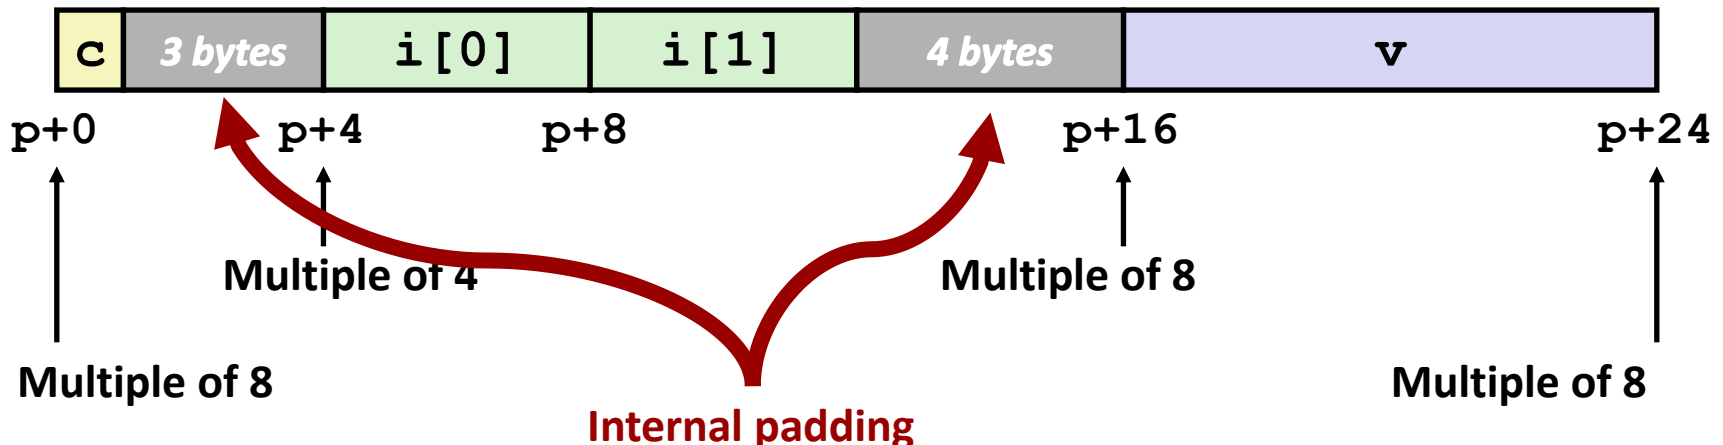 c 3 bytes i[0] i[1] 4 bytes v
p+0 p+4 p+8 p+16 p+24
Multiple of 4 Multiple of 8
Multiple of 8 Multiple of 8
Internal padding